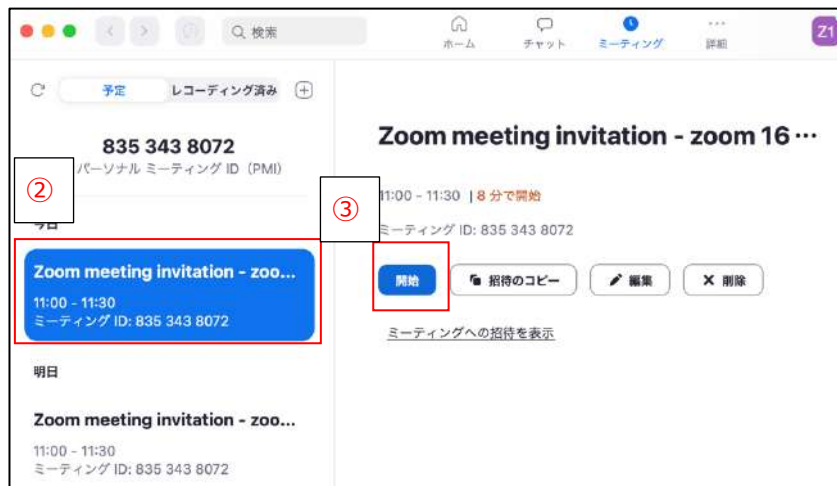 検索
ホーム
チャット
ミーティング
詳細
Z1
予定
レコーディング済み
835 343 8072
パーソナル ミーティング ID（PMI）
②
今日
Zoom meeting invitation - zoo...
11:00 - 11:30
ミーティング ID: 835 343 8072
明日
Zoom meeting invitation - zoo...
11:00 - 11:30
ミーティング ID: 835 343 8072
Zoom meeting invitation - zoom 16 ···
③
11:00 - 11:30 | 8 分で開始
ミーティング ID: 835 343 8072
開始
招待のコピー
編集
削除
ミーティングへの招待を表示